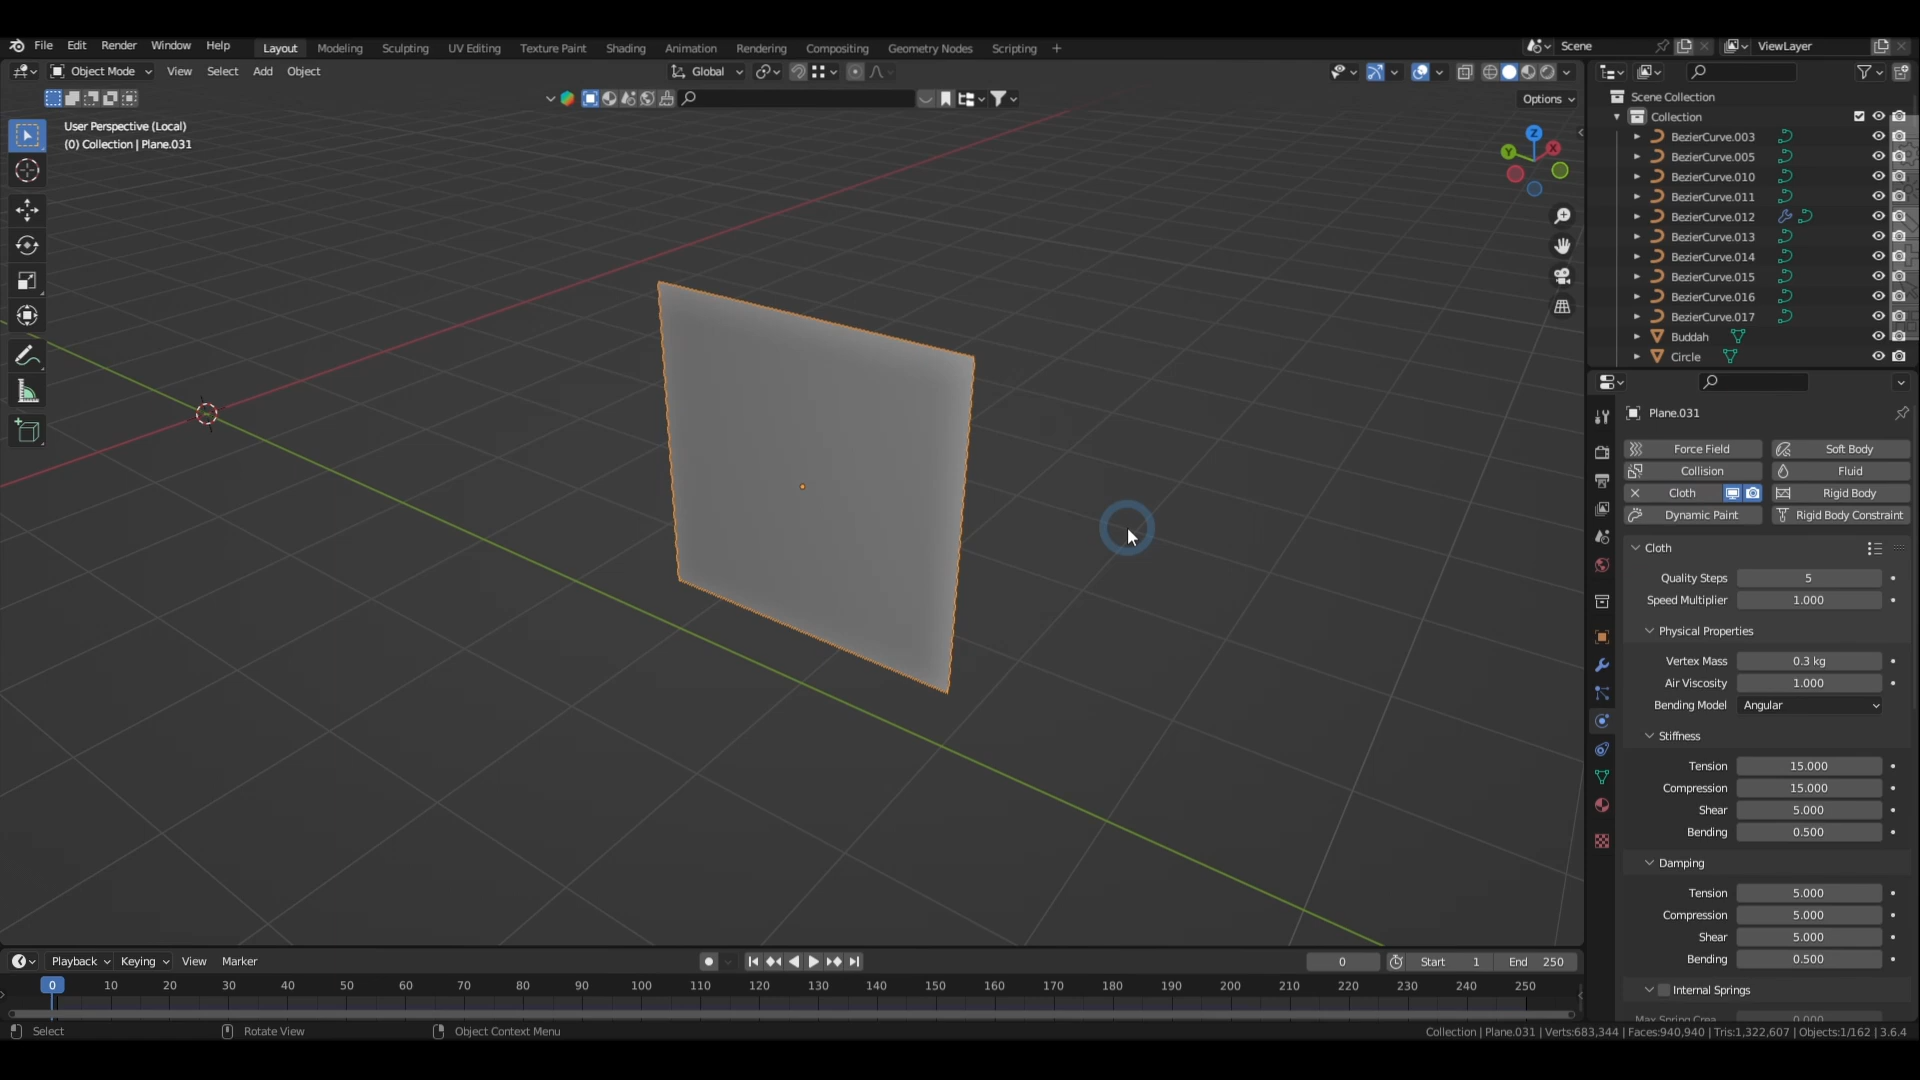 File Edit Render Window Help Layout Modeling Sculpting UV Editing Texture Paint Shading Animation Rendering Compositing Geometry Nodes Scripting + Scene ViewLayer
Object Mode View Select Add Object Global
Options
User Perspective (Local)
(0) Collection | Plane.031
Z
Y
X
Scene Collection
Collection
BezierCurve.003
BezierCurve.005
BezierCurve.010
BezierCurve.011
BezierCurve.012
BezierCurve.013
BezierCurve.014
BezierCurve.015
BezierCurve.016
BezierCurve.017
Buddah
Circle
Plane.031
Force Field Soft Body
Collision Fluid
Cloth Rigid Body
Dynamic Paint Rigid Body Constraint
Cloth
Quality Steps 5
Speed Multiplier 1.000
Physical Properties
Vertex Mass 0.3 kg
Air Viscosity 1.000
Bending Model Angular
Stiffness
Tension 15.000
Compression 15.000
Shear 5.000
Bending 0.500
Damping
Tension 5.000
Compression 5.000
Shear 5.000
Bending 0.500
Internal Springs
Max Spring Crea 0.000
Playback Keying View Marker 0 Start 1 End 250
0 10 20 30 40 50 60 70 80 90 100 110 120 130 140 150 160 170 180 190 200 210 220 230 240 250
Select Rotate View Object Context Menu Collection | Plane.031 | Verts:683,344 | Faces:940,940 | Tris:1,322,607 | Objects:1/162 | 3.6.4